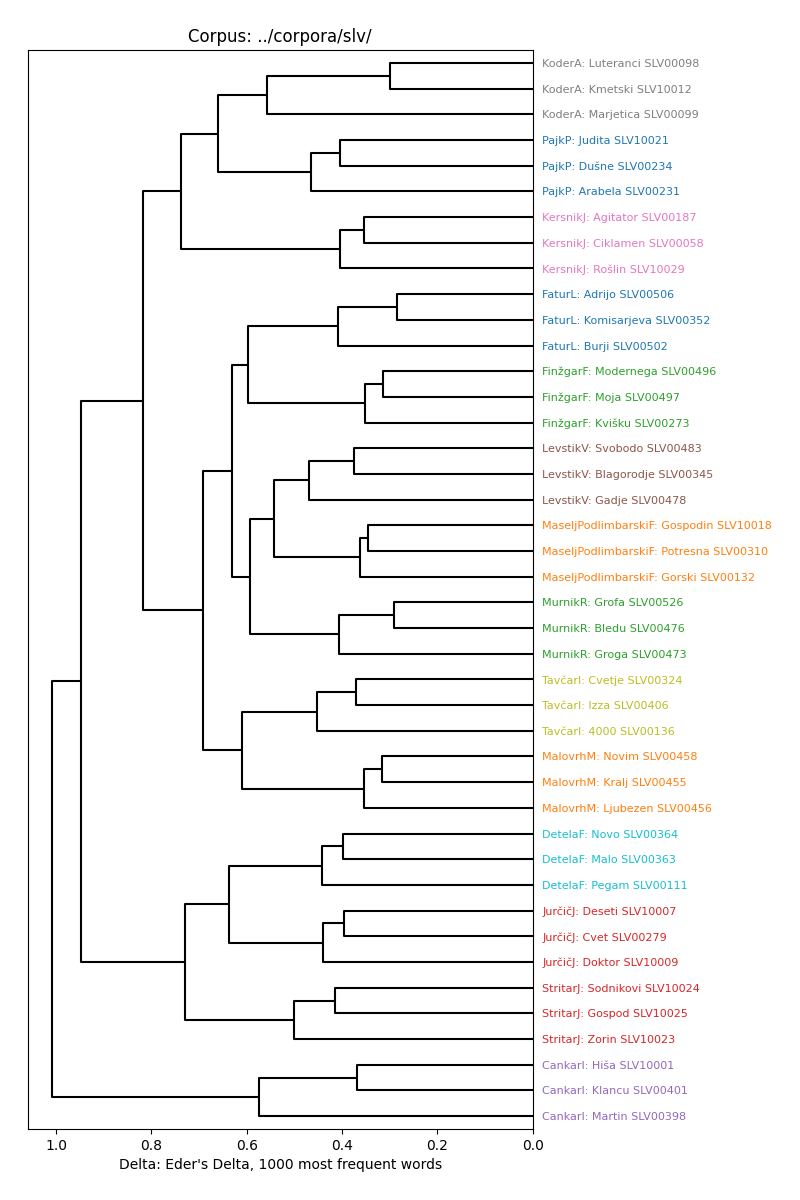 Corpus: ../corpora/slv/
KoderA: Luteranci SLV00098
KoderA: Kmetski SLV10012
KoderA: Marjetica SLV00099
PajkP: Judita SLV10021
PajkP: Dušne SLV00234
PajkP: Arabela SLV00231
KersnikJ: Agitator SLV00187
KersnikJ: Ciklamen SLV00058
KersnikJ: Rošlin SLV10029
FaturL: Adrijo SLV00506
FaturL: Komisarjeva SLV00352
FaturL: Burji SLV00502
FinžgarF: Modernega SLV00496
FinžgarF: Moja SLV00497
FinžgarF: Kvišku SLV00273
LevstikV: Svobodo SLV00483
LevstikV: Blagorodje SLV00345
LevstikV: Gadje SLV00478
MaseljPodlimbarskiF: Gospodin SLV10018
MaseljPodlimbarskiF: Potresna SLV00310
MaseljPodlimbarskiF: Gorski SLV00132
MurnikR: Grofa SLV00526
MurnikR: Bledu SLV00476
MurnikR: Groga SLV00473
TavčarI: Cvetje SLV00324
TavčarI: Izza SLV00406
TavčarI: 4000 SLV00136
MalovrhM: Novim SLV00458
MalovrhM: Kralj SLV00455
MalovrhM: Ljubezen SLV00456
DetelaF: Novo SLV00364
DetelaF: Malo SLV00363
DetelaF: Pegam SLV00111
JurčičJ: Deseti SLV10007
JurčičJ: Cvet SLV00279
JurčičJ: Doktor SLV10009
StritarJ: Sodnikovi SLV10024
StritarJ: Gospod SLV10025
StritarJ: Zorin SLV10023
CankarI: Hiša SLV10001
CankarI: Klancu SLV00401
CankarI: Martin SLV00398
1.0 0.8 0.6 0.4 0.2 0.0
Delta: Eder's Delta, 1000 most frequent words